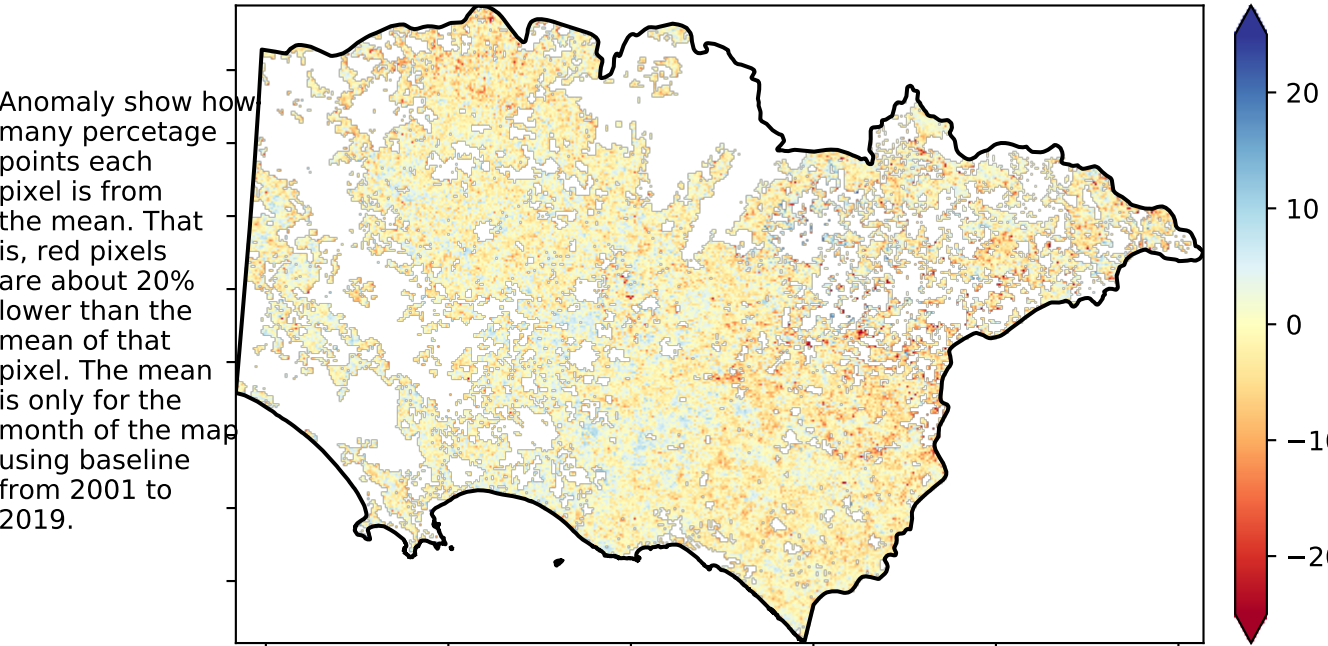 Anomaly show how
many percetage
points each
pixel is from
the mean. That
is, red pixels
are about 20%
lower than the
mean of that
pixel. The mean
is only for the
month of the map
using baseline
from 2001 to
2019.
20
10
0
−10
−20